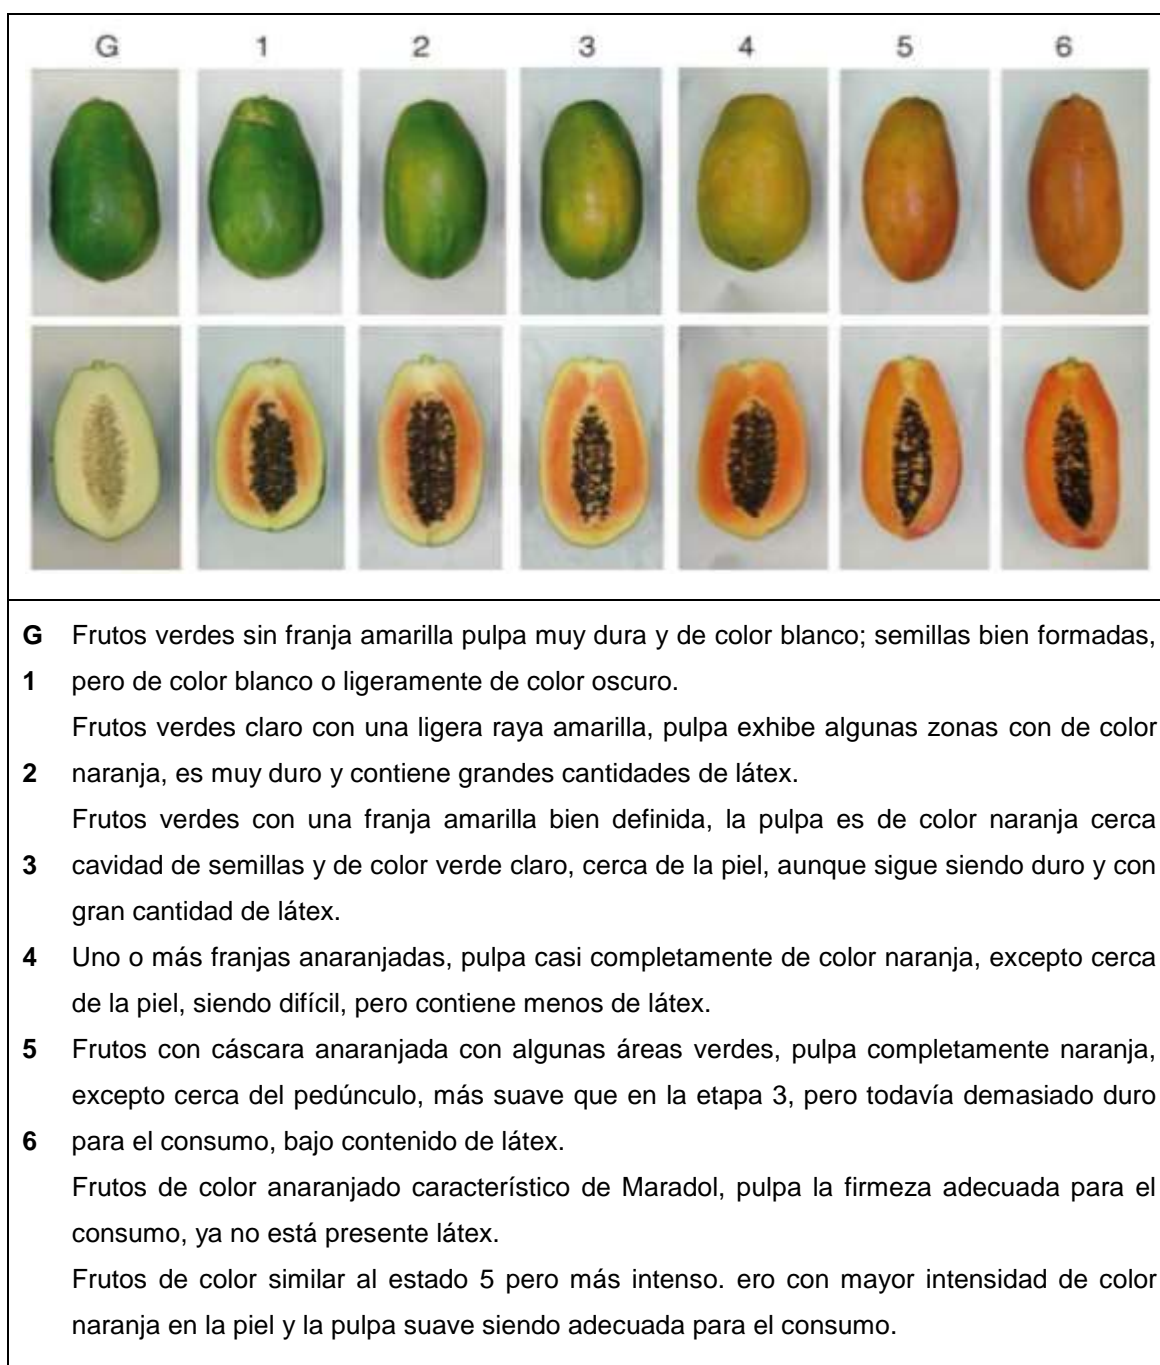 G 1 2 3 4 5 6
G Frutos verdes sin franja amarilla pulpa muy dura y de color blanco; semillas bien formadas,
1 pero de color blanco o ligeramente de color oscuro.
Frutos verdes claro con una ligera raya amarilla, pulpa exhibe algunas zonas con de color
2 naranja, es muy duro y contiene grandes cantidades de látex.
Frutos verdes con una franja amarilla bien definida, la pulpa es de color naranja cerca
3 cavidad de semillas y de color verde claro, cerca de la piel, aunque sigue siendo duro y con
gran cantidad de látex.
4 Uno o más franjas anaranjadas, pulpa casi completamente de color naranja, excepto cerca
de la piel, siendo difícil, pero contiene menos de látex.
5 Frutos con cáscara anaranjada con algunas áreas verdes, pulpa completamente naranja,
excepto cerca del pedúnculo, más suave que en la etapa 3, pero todavía demasiado duro
6 para el consumo, bajo contenido de látex.
Frutos de color anaranjado característico de Maradol, pulpa la firmeza adecuada para el
consumo, ya no está presente látex.
Frutos de color similar al estado 5 pero más intenso. ero con mayor intensidad de color
naranja en la piel y la pulpa suave siendo adecuada para el consumo.